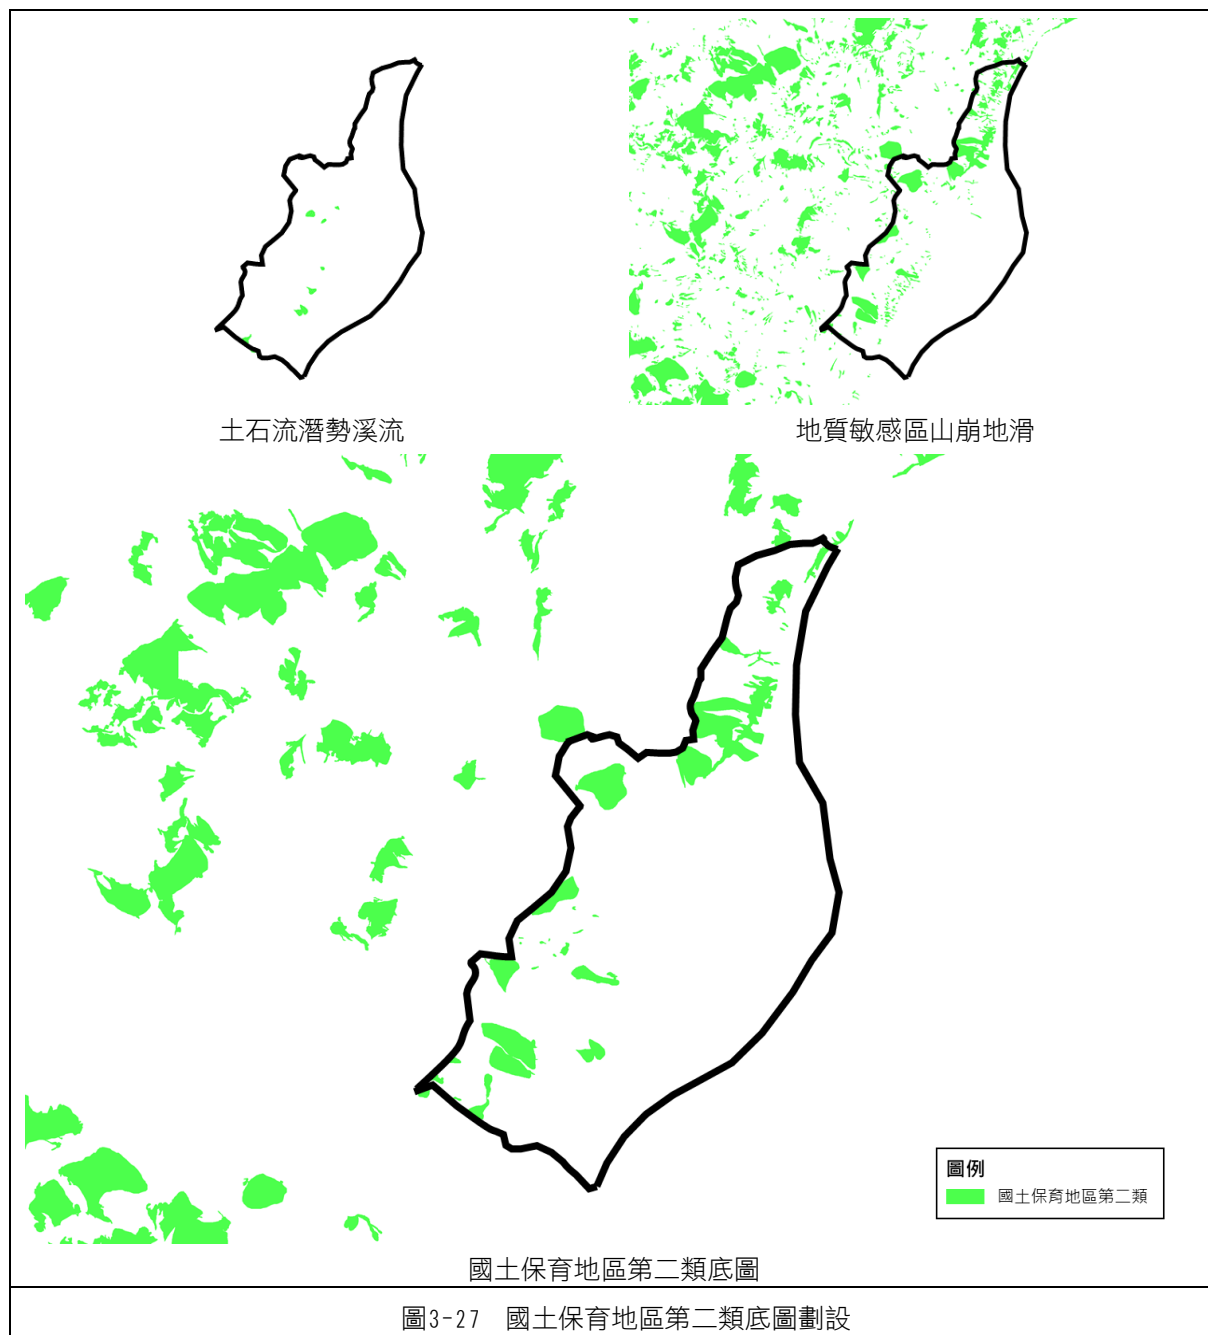 土石流潛勢溪流
地質敏感區山崩地滑
圖例
國土保育地區第二類
國土保育地區第二類底圖
圖3-27 國土保育地區第二類底圖劃設